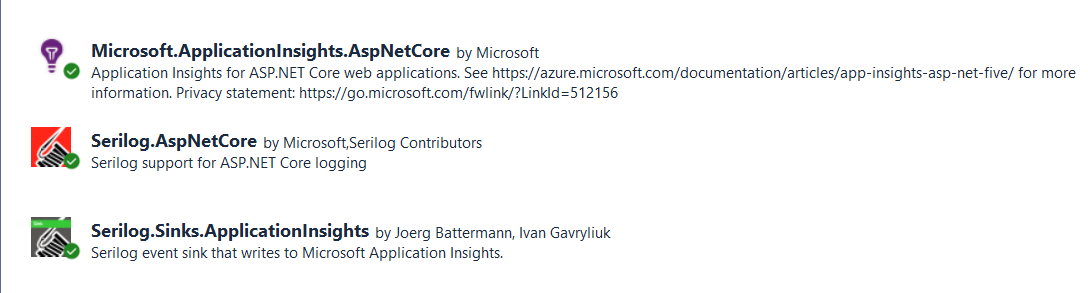 Microsoft.ApplicationInsights.AspNetCore by Microsoft
Application Insights for ASP.NET Core web applications. See https://azure.microsoft.com/documentation/articles/app-insights-asp-net-five/ for more
information. Privacy statement: https://go.microsoft.com/fwlink/?LinkId=512156
Serilog.AspNetCore by Microsoft,Serilog Contributors
Serilog support for ASP.NET Core logging
Serilog.Sinks.ApplicationInsights by Joerg Battermann, Ivan Gavryliuk
Serilog event sink that writes to Microsoft Application Insights.